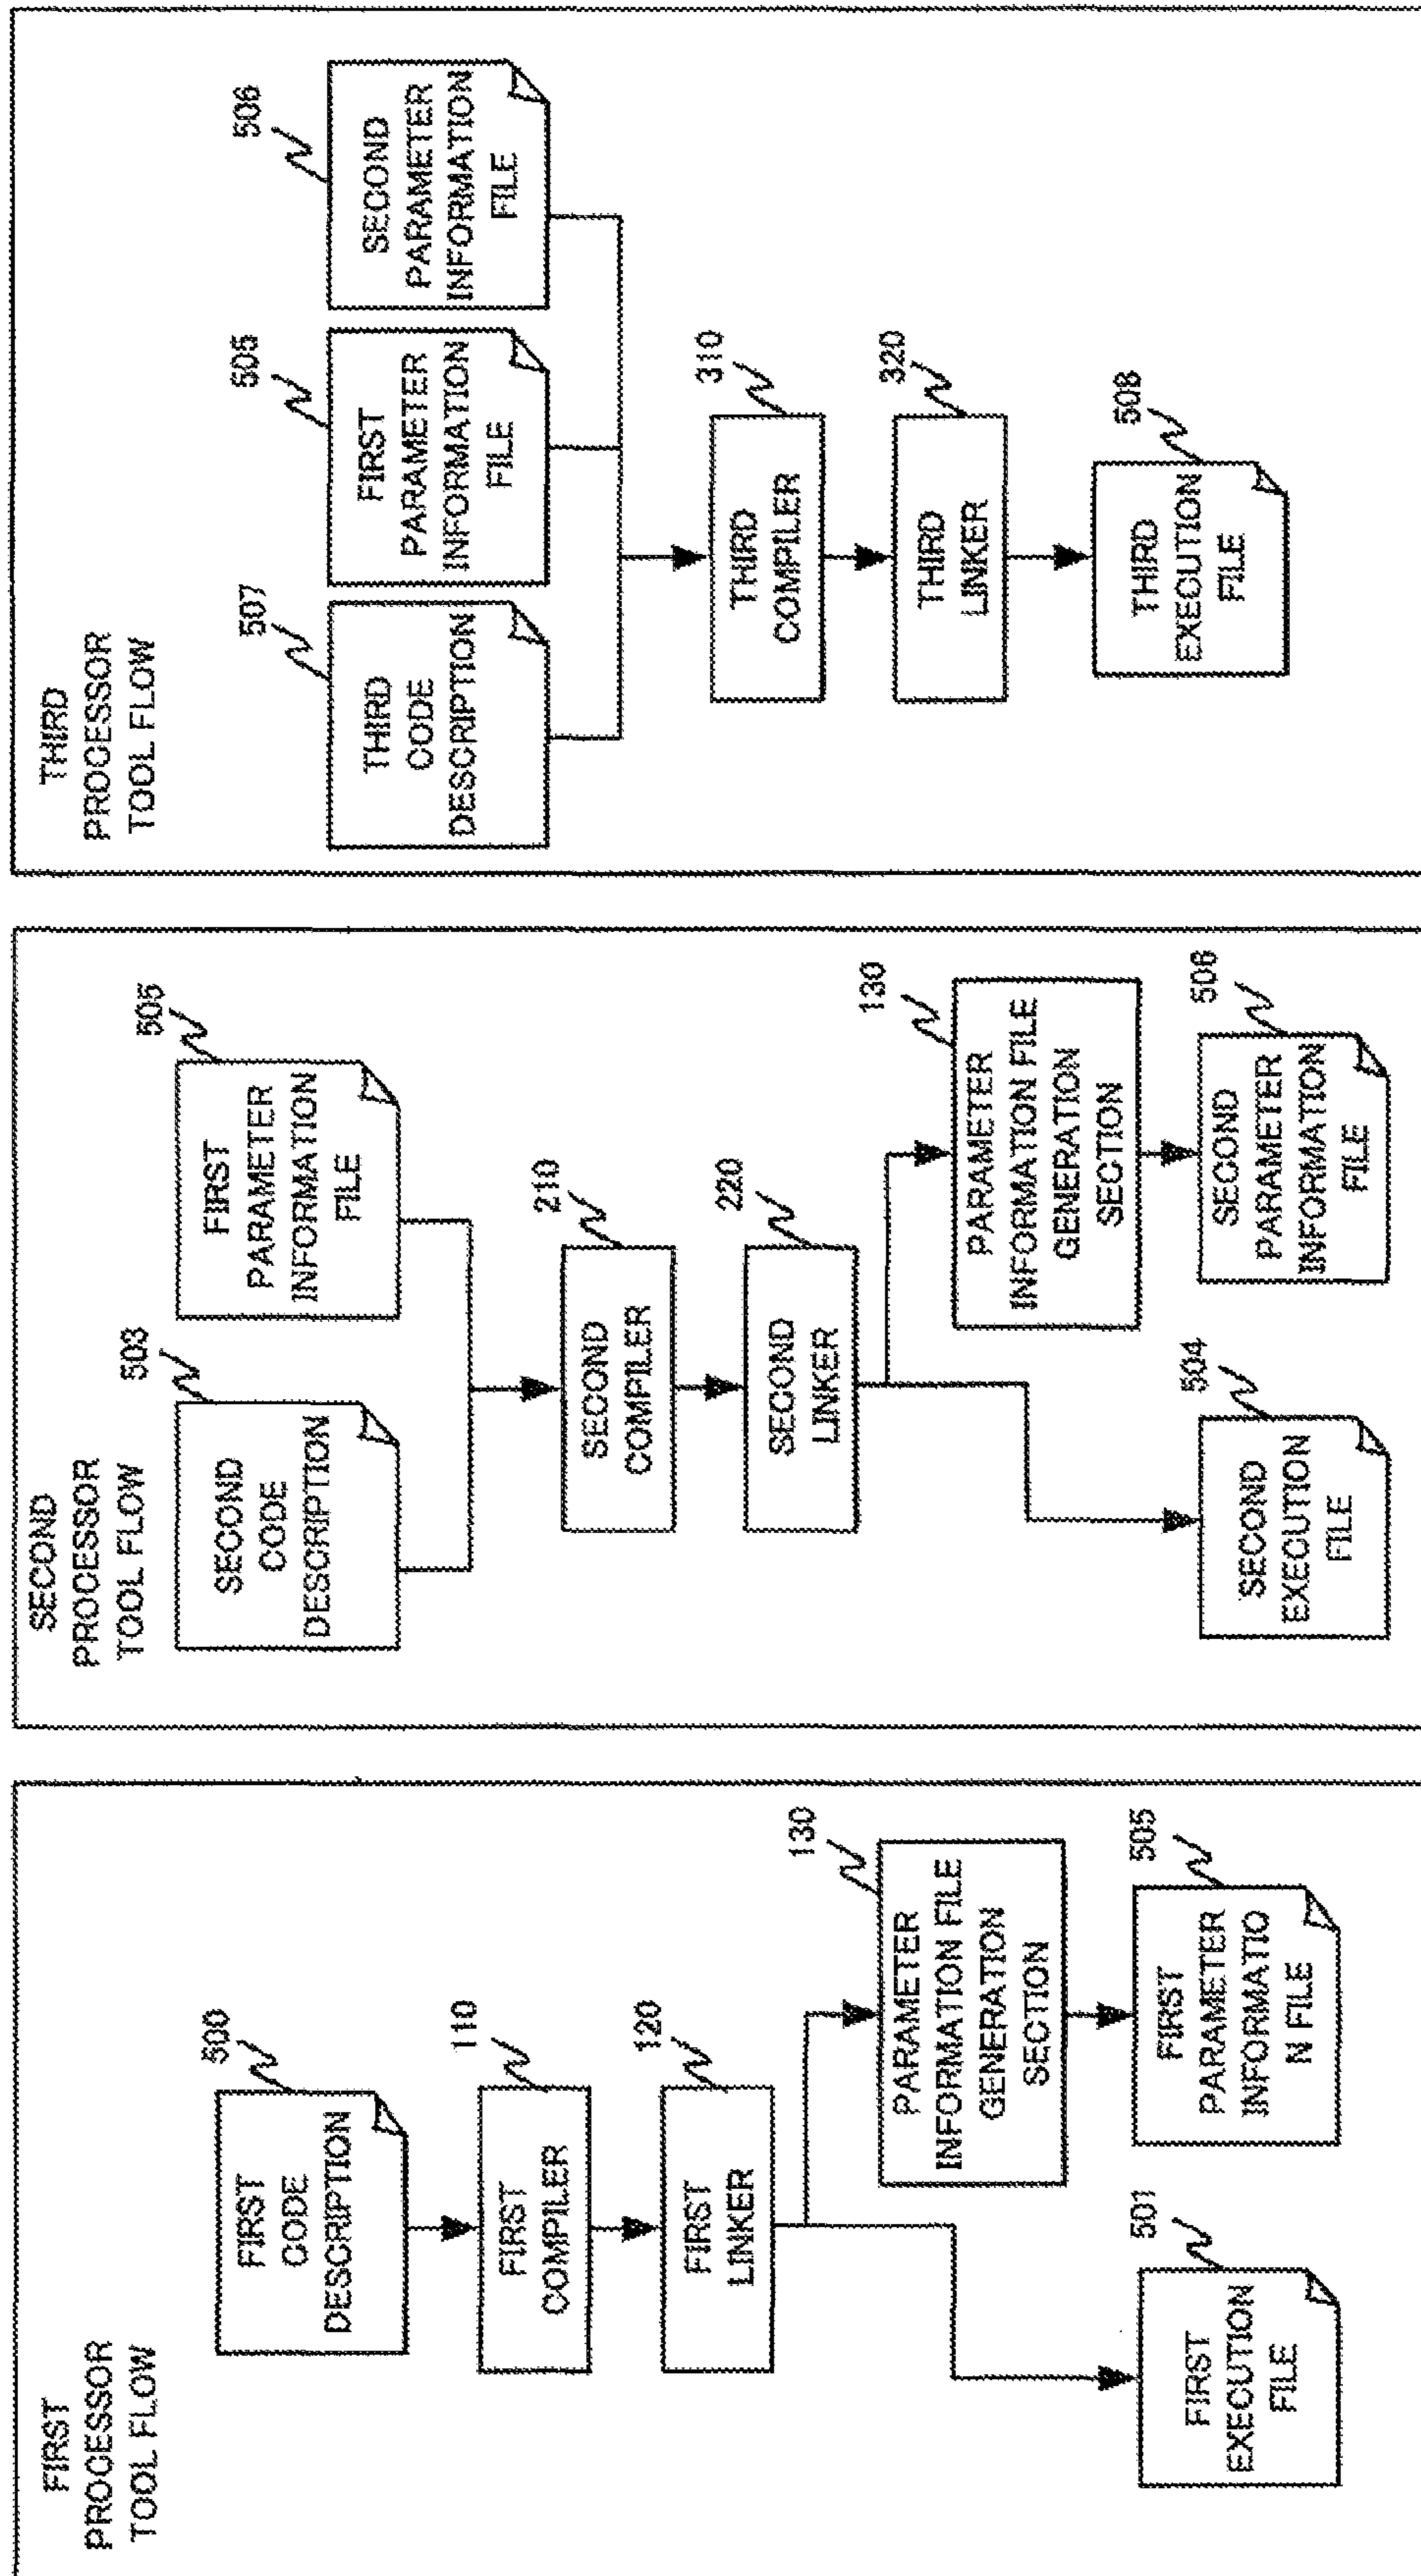 FIRST
PROCESSOR
TOOL FLOW
500
FIRST
CODE
DESCRIPTION
110
FIRST
COMPILER
120
FIRST
LINKER
130
PARAMETER
INFORMATION FILE
GENERATION
SECTION
501
FIRST
EXECUTION
FILE
505
FIRST
PARAMETER
INFORMATIO
N FILE
SECOND
PROCESSOR
TOOL FLOW
503
SECOND
CODE
DESCRIPTION
505
FIRST
PARAMETER
INFORMATION
FILE
210
SECOND
COMPILER
220
SECOND
LINKER
130
PARAMETER
INFORMATION FILE
GENERATION
SECTION
504
SECOND
EXECUTION
FILE
506
SECOND
PARAMETER
INFORMATION
FILE
THIRD
PROCESSOR
TOOL FLOW
507
THIRD
CODE
DESCRIPTION
505
FIRST
PARAMETER
INFORMATION
FILE
506
SECOND
PARAMETER
INFORMATION
FILE
310
THIRD
COMPILER
320
THIRD
LINKER
508
THIRD
EXECUTION
FILE